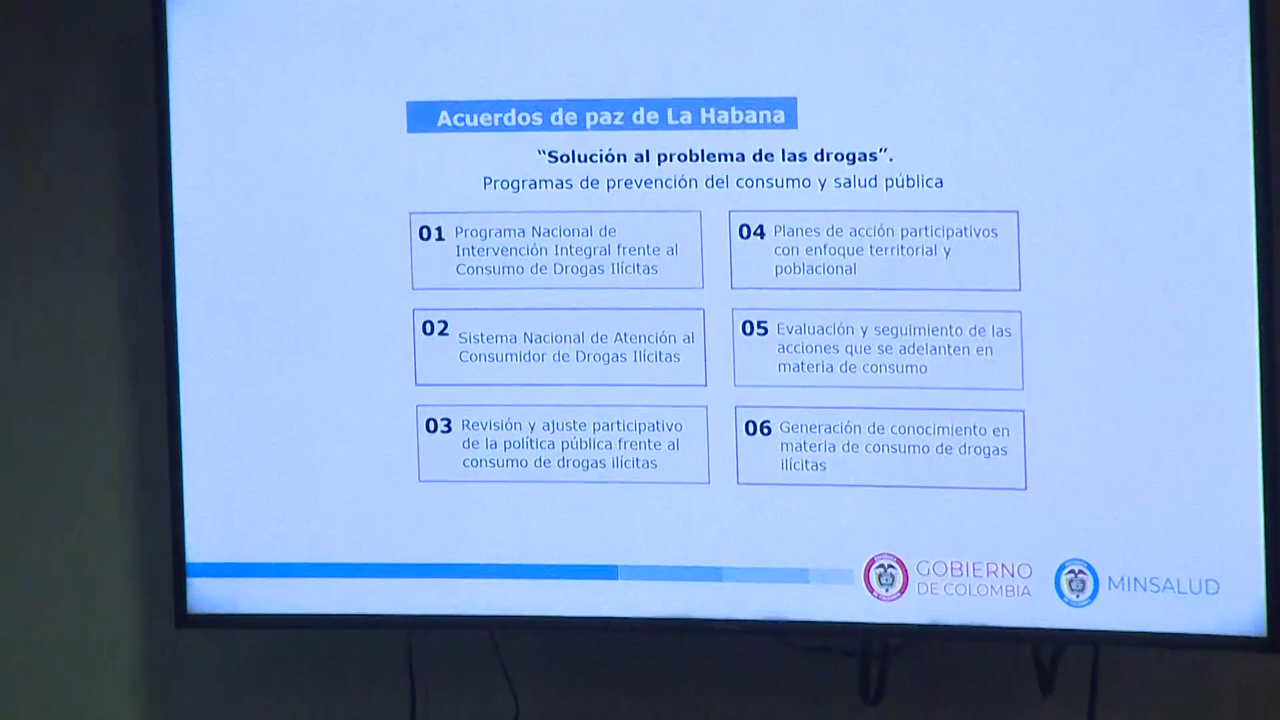 Acuerdos de paz de La Habana
“Solución al problema de las drogas”.
Programas de prevención del consumo y salud pública
01 Programa Nacional de
Intervención Integral frente al
Consumo de Drogas Ilícitas
02 Sistema Nacional de Atención al
Consumidor de Drogas Ilícitas
03 Revisión y ajuste participativo
de la política pública frente al
consumo de drogas ilícitas
04 Planes de acción participativos
con enfoque territorial y
poblacional
05 Evaluación y seguimiento de las
acciones que se adelanten en
materia de consumo
06 Generación de conocimiento en
materia de consumo de drogas
ilícitas
GOBIERNO
DE COLOMBIA
MINSALUD